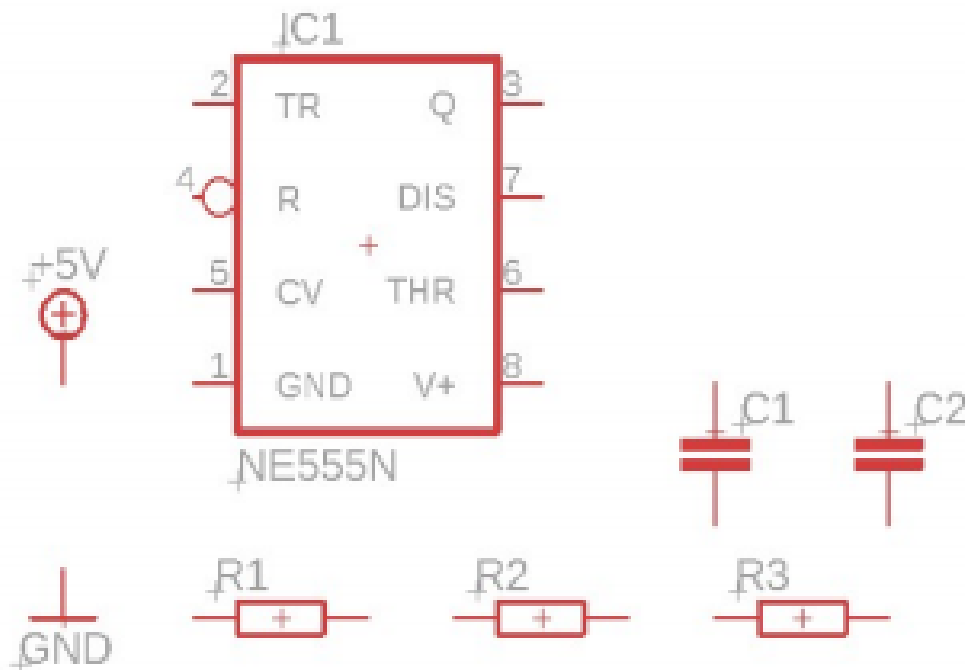 IC1
2 TR Q 3
4 R DIS 7
+5V
5 CV THR 6
1 GND V+ 8
C1 C2
NE555N
R1 R2 R3
GND